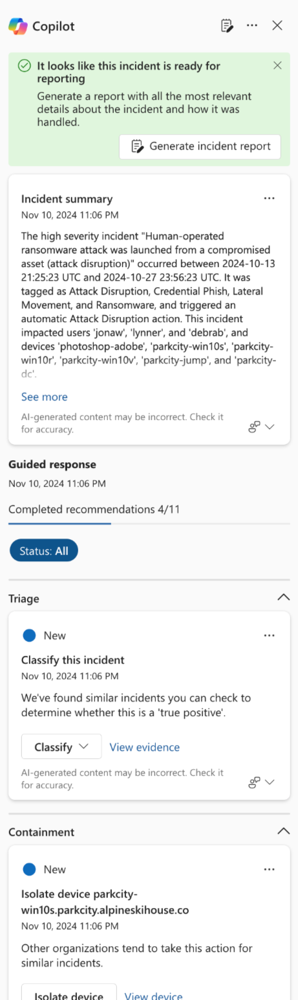 Copilot
It looks like this incident is ready for
reporting
Generate a report with all the most relevant
details about the incident and how it was
handled.
Generate incident report
Incident summary
Nov 10, 2024 11:06 PM
The high severity incident "Human-operated
ransomware attack was launched from a compromised
asset (attack disruption)" occurred between 2024-10-13
21:25:23 UTC and 2024-10-27 23:56:23 UTC. It was
tagged as Attack Disruption, Credential Phish, Lateral
Movement, and Ransomware, and triggered an
automatic Attack Disruption action. This incident
impacted users 'jonaw', 'lynner', and 'debrab', and
devices 'photoshop-adobe', 'parkcity-win10s', 'parkcity-
win10r', 'parkcity-win10v', 'parkcity-jump', and 'parkcity-
dc'.
See more
AI-generated content may be incorrect. Check it
for accuracy.
Guided response
Nov 10, 2024 11:06 PM
Completed recommendations 4/11
Status: All
Triage
New
Classify this incident
Nov 10, 2024 11:06 PM
We've found similar incidents you can check to
determine whether this is a 'true positive'.
Classify View evidence
AI-generated content may be incorrect. Check it
for accuracy.
Containment
New
Isolate device parkcity-
win10s.parkcity.alpineskihouse.co
Nov 10, 2024 11:06 PM
Other organizations tend to take this action for
similar incidents.
Isolate device View device